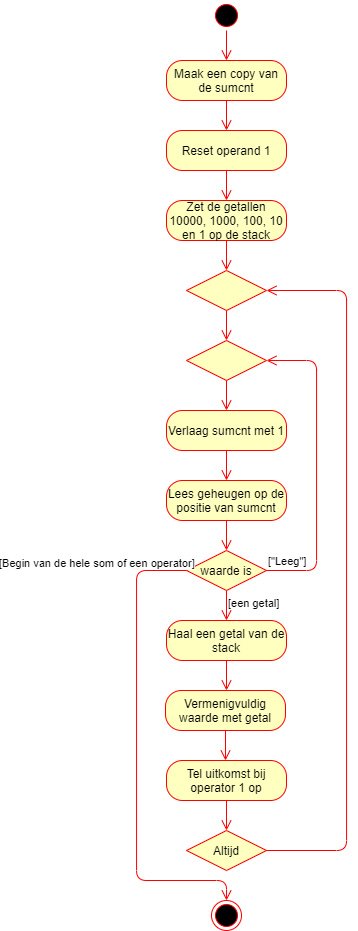 Maak een copy van
de sumcnt
Reset operand 1
Zet de getallen
10000, 1000, 100, 10
en 1 op de stack
Verlaag sumcnt met 1
Lees geheugen op de
positie van sumcnt
[Begin van de hele som of een operator]
waarde is
["Leeg"]
[een getal]
Haal een getal van de
stack
Vermenigvuldig
waarde met getal
Tel uitkomst bij
operator 1 op
Altijd